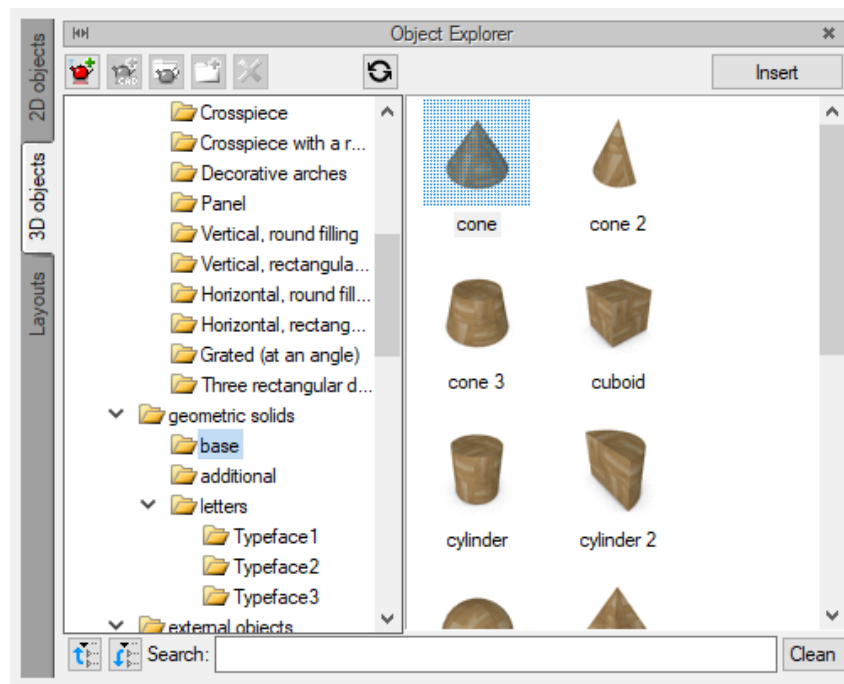 Object Explorer
2D objects
3D objects
Layouts
CAD
Insert
Crosspiece
Crosspiece with a r...
Decorative arches
Panel
Vertical, round filling
Vertical, rectangula...
Horizontal, round fill...
Horizontal, rectang...
Grated (at an angle)
Three rectangular d...
geometric solids
base
additional
letters
Typeface1
Typeface2
Typeface3
external objects
cone
cone 2
cone 3
cuboid
cylinder
cylinder 2
Search:
Clean